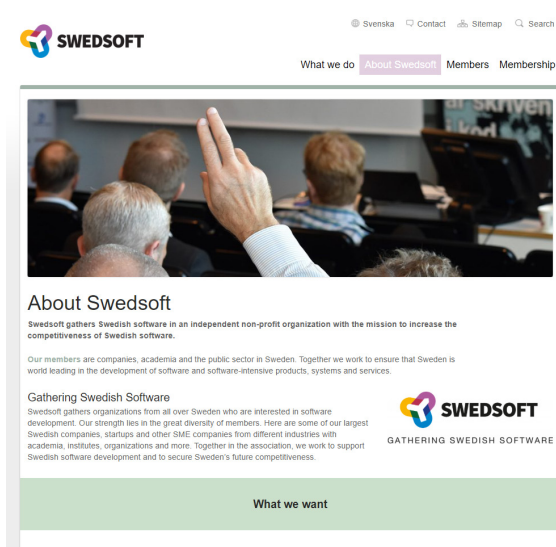 Svenska Contact Sitemap Search
SWEDSOFT
What we do About Swedsoft Members Membership
är skriven
i kod
About Swedsoft
Swedsoft gathers Swedish software in an independent non-profit organization with the mission to increase the
competitiveness of Swedish software.
Our members are companies, academia and the public sector in Sweden. Together we work to ensure that Sweden is
world leading in the development of software and software-intensive products, systems and services.
Gathering Swedish Software
Swedsoft gathers organizations from all over Sweden who are interested in software
development. Our strength lies in the great diversity of members. Here are some of our largest
Swedish companies, startups and other SME companies from different industries with
academia, institutes, organizations and more. Together in the association, we work to support
Swedish software development and to secure Sweden's future competitiveness.
SWEDSOFT
GATHERING SWEDISH SOFTWARE
What we want